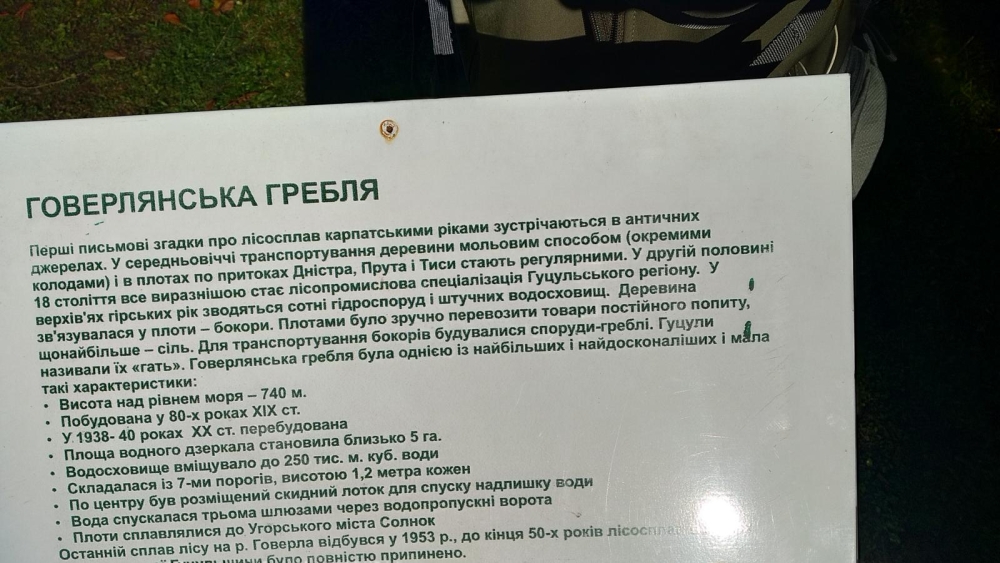 ГОВЕРЛЯНСЬКА ГРЕБЛЯ
Перші письмові згадки про лісосплав карпатськими ріками зустрічаються в античних
джерелах. У середньовіччі транспортування деревини мольовим способом (окремими
колодами) і в плотах по притоках Дністра, Прута і Тиси стають регулярними. У другій половині
18 століття все виразнішою стає лісопромислова спеціалізація Гуцульського регіону. У
верхів'ях гірських рік зводяться сотні гідроспоруд і штучних водосховищ. Деревина
зв'язувалася у плоти – бокори. Плотами було зручно перевозити товари постійного попиту,
щонайбільше – сіль. Для транспортування бокорів будувалися споруди-греблі. Гуцули
називали їх «гать». Говерлянська гребля була однією із найбільших і найдосконаліших і мала
такі характеристики:
• Висота над рівнем моря – 740 м.
• Побудована у 80-х роках ХІХ ст.
• У 1938- 40 роках ХХ ст. перебудована
• Площа водного дзеркала становила близько 5 га.
• Водосховище вміщувало до 250 тис. м. куб. води
• Складалася із 7-ми порогів, висотою 1,2 метра кожен
• По центру був розміщений скидний лоток для спуску надлишку води
• Вода спускалася трьома шлюзами через водопропускні ворота
• Плоти сплавлялися до Угорського міста Солнок
Останній сплав лісу на р. Говерла відбувся у 1953 р., до кінця 50-х років
було повністю припинено.